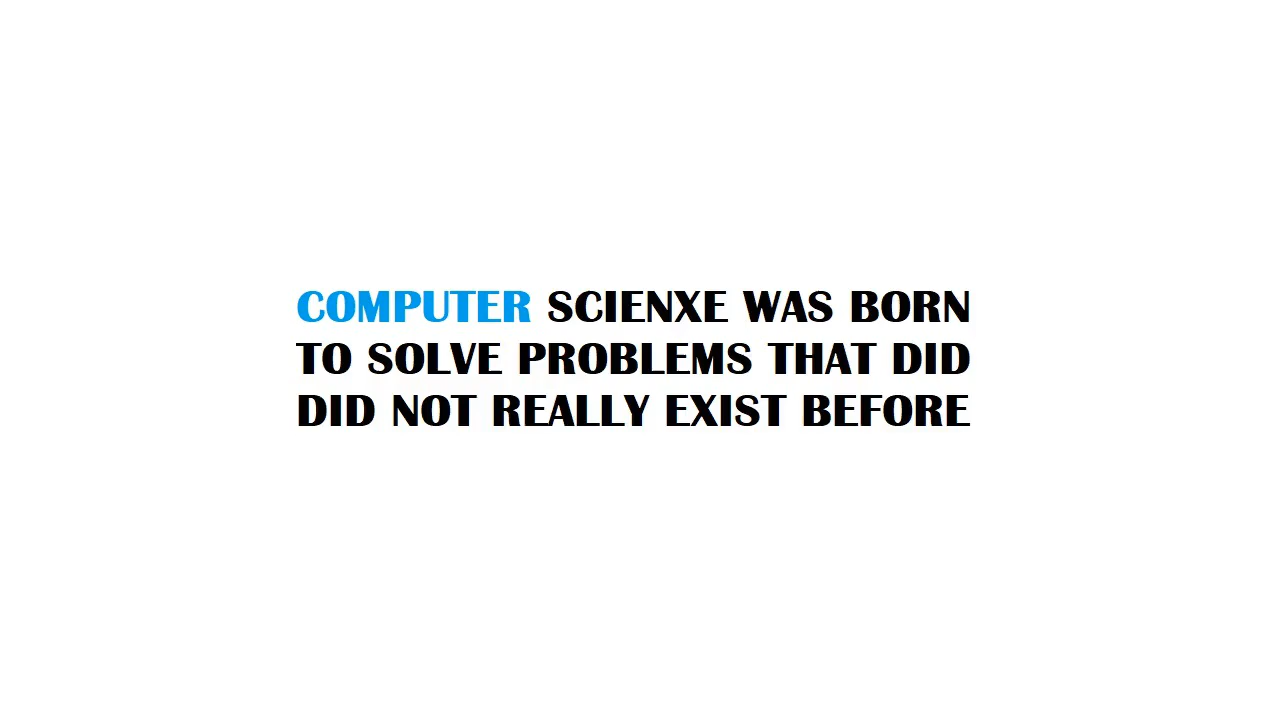 COMPUTER SCIENXE WAS BORN
TO SOLVE PROBLEMS THAT DID
DID NOT REALLY EXIST BEFORE